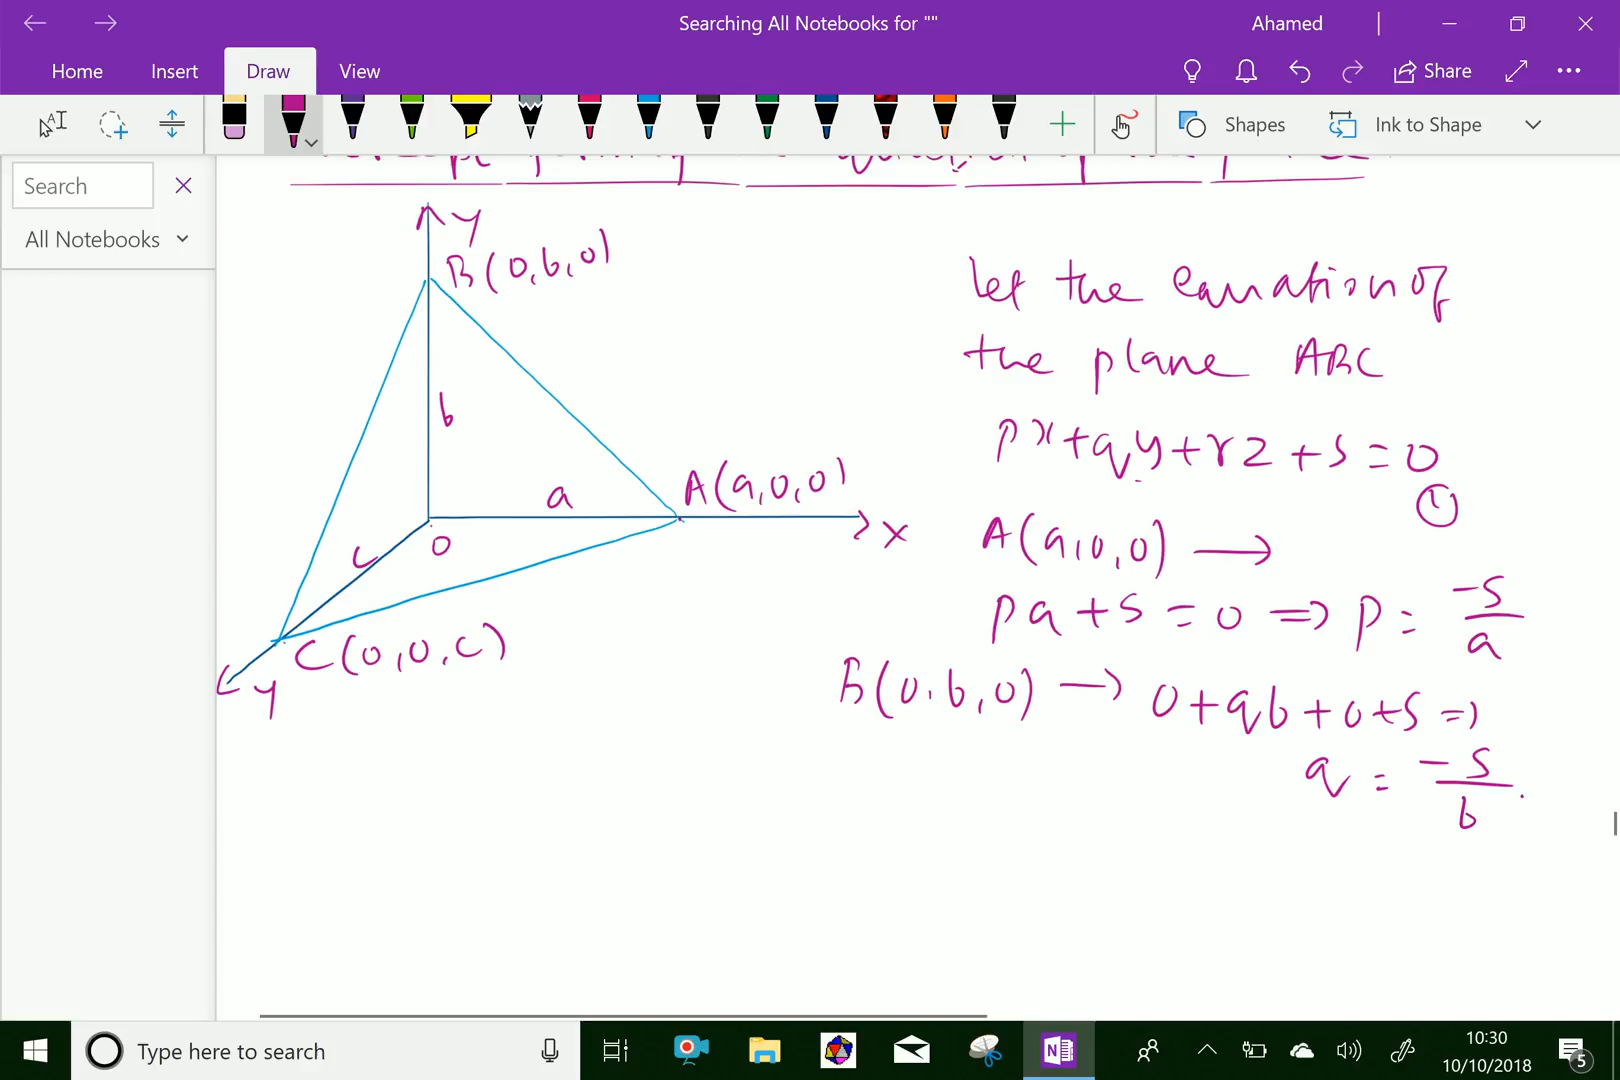 Searching All Notebooks for ""
Ahamed
Home Insert Draw View
Share
Shapes
Ink to Shape
Search
All Notebooks
y
B(0,b,0)
b
a
A(a,0,0)
x
c
O
C(0,0,c)
y
let the equation of
the plane ABC
px+qy+rz+s=0
①
A(a,0,0) →
pa+s=0 ⇒ p = -s/a
B(0,b,0) → 0+qb+0+s ⇒
q = -s/b
Type here to search
10:30
10/10/2018
5